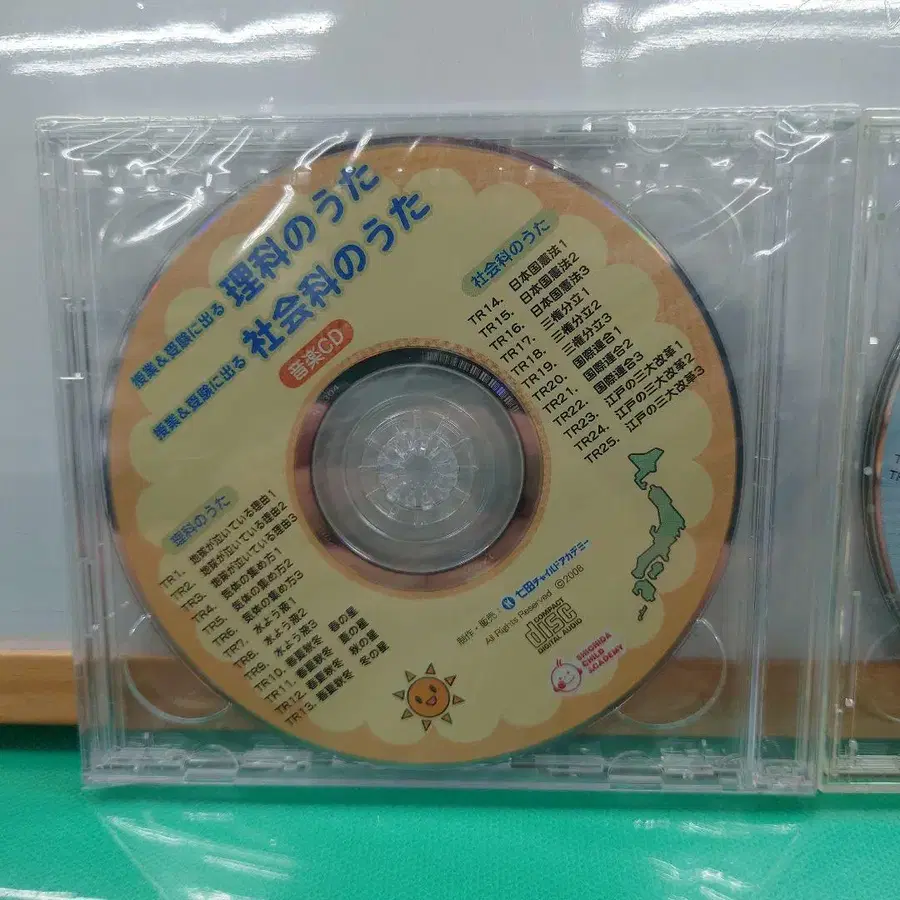 授業&受験に出る 理科のうた
授業&受験に出る 社会科のうた
音楽CD
社会科のうた
TR14. 日本国憲法1
TR15. 日本国憲法2
TR16. 日本国憲法3
TR17. 三権分立1
TR18. 三権分立2
TR19. 三権分立3
TR20. 国際連合1
TR21. 国際連合2
TR22. 国際連合3
TR23. 江戸の三大改革1
TR24. 江戸の三大改革2
TR25. 江戸の三大改革3
理科のうた
TR1. 地球が泣いている理由1
TR2. 地球が泣いている理由2
TR3. 地球が泣いている理由3
TR4. 気体の集め方1
TR5. 気体の集め方2
TR6. 気体の集め方3
TR7. 水よう液1
TR8. 水よう液2
TR9. 水よう液3
TR10. 春夏秋冬 春の星
TR11. 春夏秋冬 夏の星
TR12. 春夏秋冬 秋の星
TR13. 春夏秋冬 冬の星
制作・販売: 七田チャイルドアカデミー
All Rights Reserved ©2008
COMPACT
disc
DIGITAL AUDIO
SHICHIDA
CHILD
ACADEMY